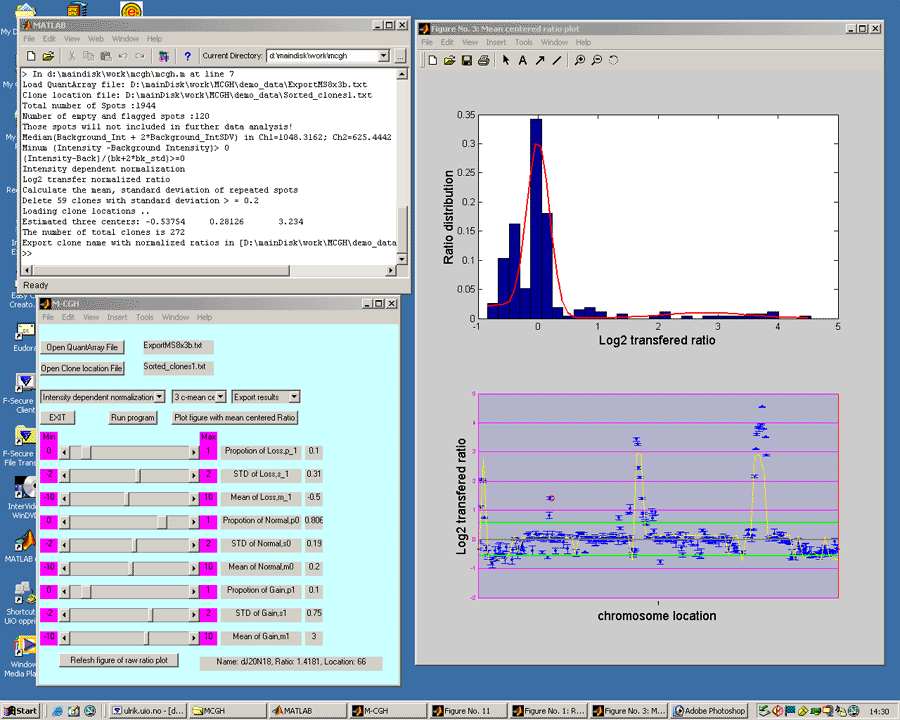 MATLAB
File Edit View Web Window Help
Current Directory: d:\maindisk\work\mcgh
> In d:\maindisk\work\mcgh\mcgh.m at line 7
Load QuantArray file: D:\mainDisk\work\MCGH\demo_data\ExportMS8x3b.txt
Clone location file: D:\mainDisk\work\MCGH\demo_data\Sorted_clones1.txt
Total number of Spots :1944
Number of empty and flagged spots :120
Those spots will not included in further data analysis!
Median(Background_Int + 2*Background_IntSDV) in Ch1=1048.3162; Ch2=625.4442
Minum (Intensity -Background Intensity)> 0
(Intensity-Back)/(bk+2*bk_std)>=0
Intensity dependent normalization
Log2 transfer normalized ratio
Calculate the mean, standard deviation of repeated spots
Delete 59 clones with standard deviation > = 0.2
Loading clone locations ..
Estimated three centers: -0.53754 0.28126 3.234
The number of total clones is 272
Export clone name with normalized ratios in [D:\mainDisk\work\MCGH\demo_data
>>
Ready
M-CGH
File Edit View Insert Tools Window Help
Open QuantArray File ExportMS8x3b.txt
Open Clone location File Sorted_clones1.txt
Intensity dependent normalization 3 c-mean ce Export results
EXIT Run program Plot figure with mean centered Ratio
Min Max
0 1 Propotion of Loss,p_1 0.1
-2 2 STD of Loss,s_1 0.31
-10 10 Mean of Loss,m_1 -0.5
0 1 Propotion of Normal,p0 0.806
-2 2 STD of Normal,s0 0.19
-10 10 Mean of Normal,m0 0.2
0 1 Propotion of Gain,p1 0.1
-2 2 STD of Gain,s1 0.75
-10 10 Mean of Gain,m1 3
Refesh figure of raw ratio plot Name: dJ20N18, Ratio: 1.4181, Location: 66
Figure No. 3: Mean centered ratio plot
File Edit View Insert Tools Window Help
0.35
0.3
0.25
0.2
0.15
0.1
0.05
0
Ratio distribution
-1 0 1 2 3 4 5
Log2 transfered ratio
5
4
3
2
1
0
-1
-2
Log2 transfered ratio
1
chromosome location
Eudora
F-Secure
Client
F-Secure
File Trans
InterVideo
WinDVD
MATLAB
Shortcut
UiO oppri
Window
Media Pla
Start ulrik.uio.no - [d... MCGH MATLAB M-CGH Figure No. 11 Figure No. 1: R... Figure No. 3: M... Adobe Photoshop 14:30